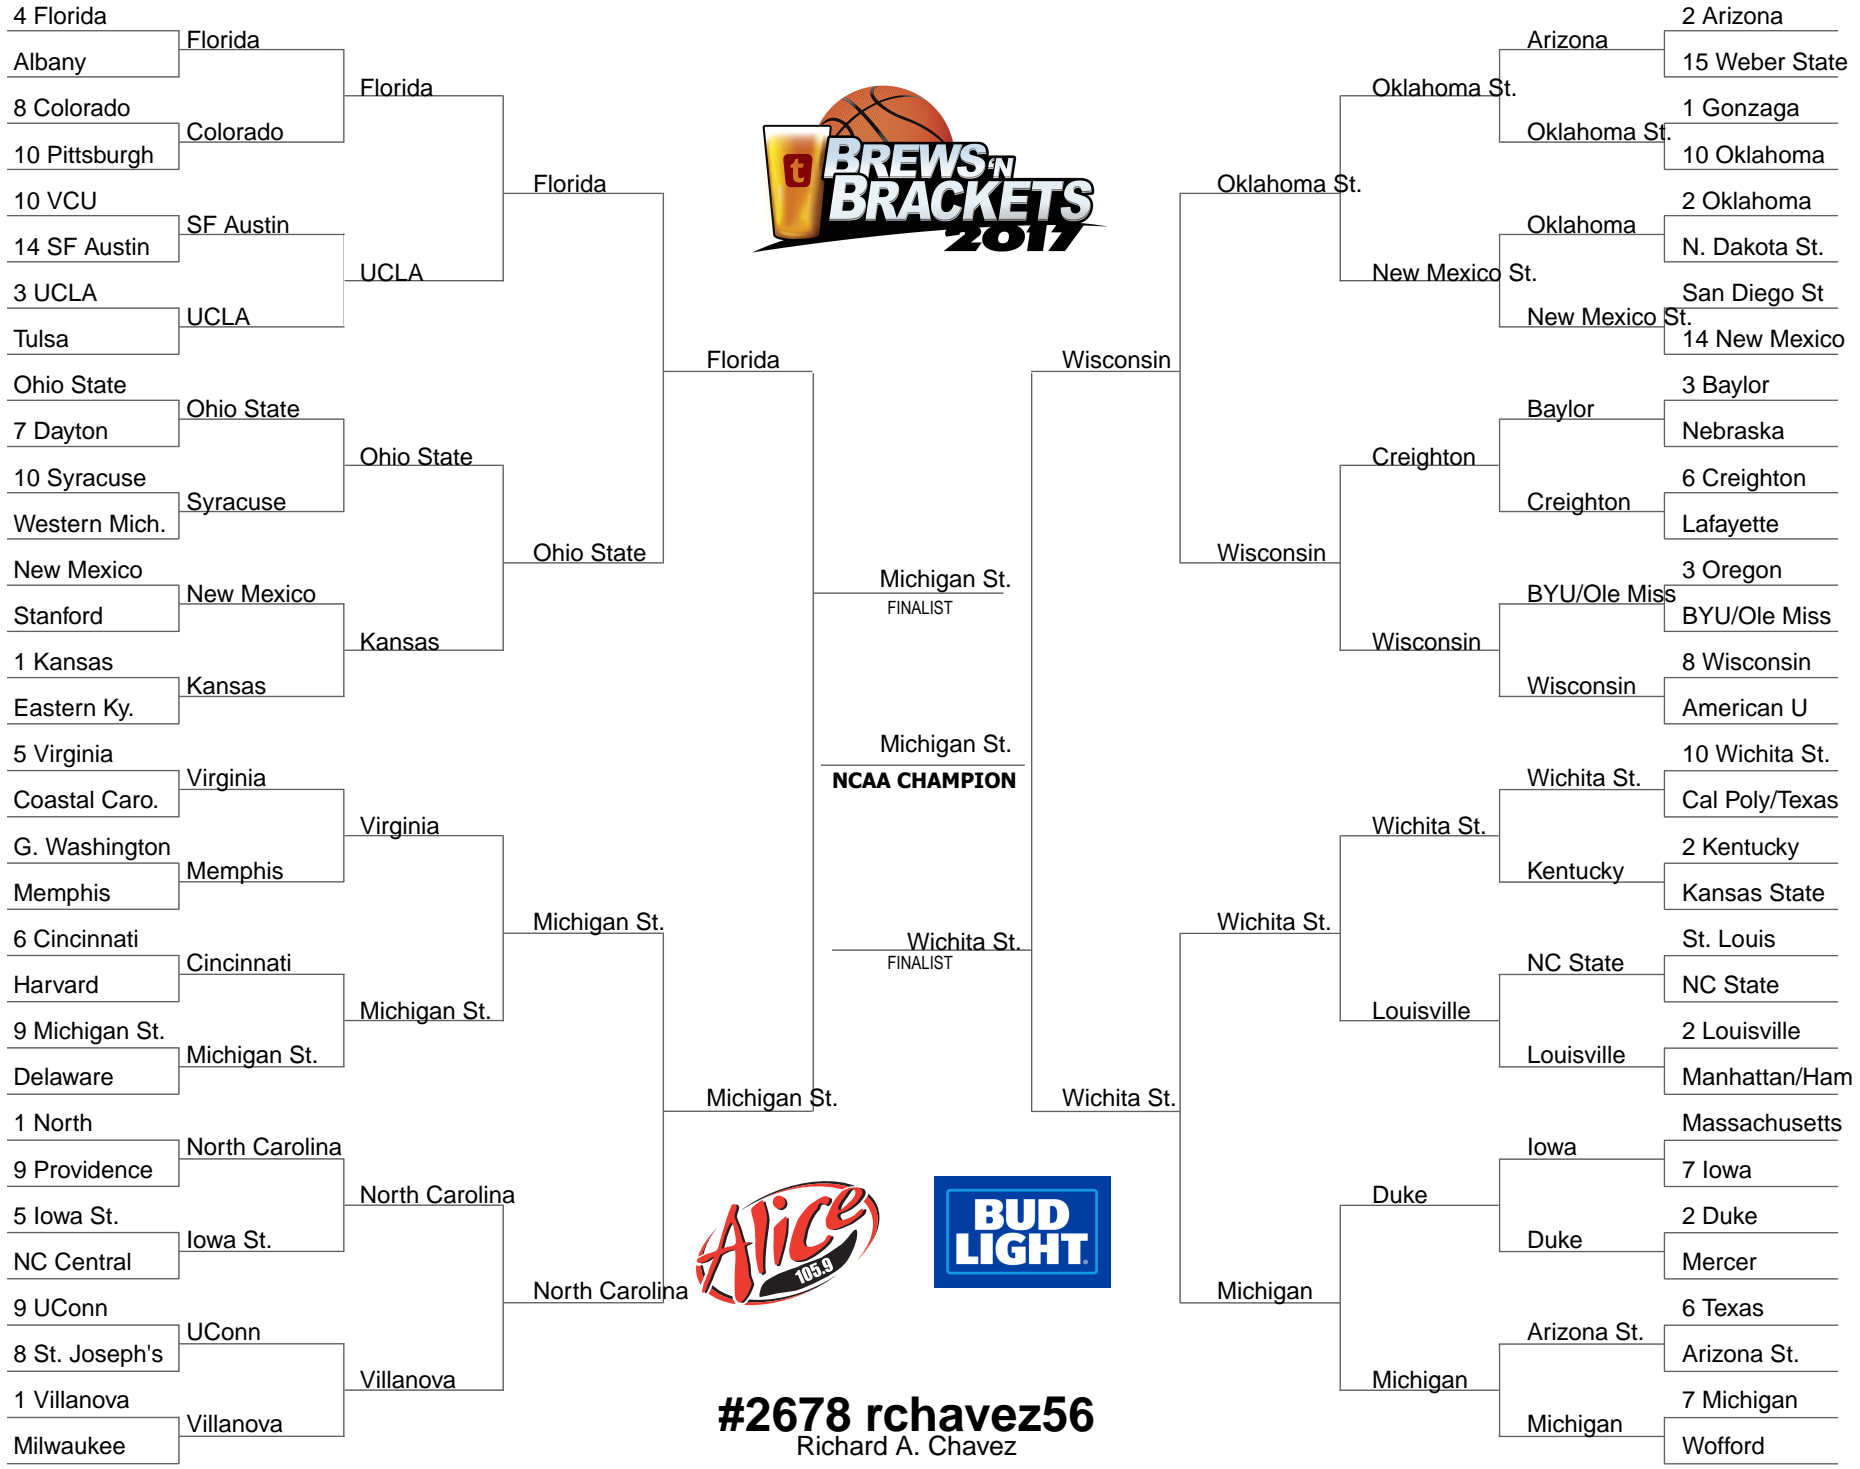 4 Florida
Albany
8 Colorado
10 Pittsburgh
10 VCU
14 SF Austin
3 UCLA
Tulsa
Ohio State
7 Dayton
10 Syracuse
Western Mich.
New Mexico
Stanford
1 Kansas
Eastern Ky.
5 Virginia
Coastal Caro.
G. Washington
Memphis
6 Cincinnati
Harvard
9 Michigan St.
Delaware
1 North
9 Providence
5 Iowa St.
NC Central
9 UConn
8 St. Joseph's
1 Villanova
Milwaukee
Florida
Colorado
SF Austin
UCLA
Ohio State
Syracuse
New Mexico
Kansas
Virginia
Memphis
Cincinnati
Michigan St.
North Carolina
Iowa St.
UConn
Villanova
Florida
UCLA
Ohio State
Kansas
Virginia
Michigan St.
North Carolina
Villanova
Florida
Ohio State
Michigan St.
North Carolina
Florida
Michigan St.
t
BREWS 'N
BRACKETS
2017
Michigan St.
FINALIST
Michigan St.
NCAA CHAMPION
Wichita St.
FINALIST
Alice
105.9
BUD
LIGHT
#2678 rchavez56
Richard A. Chavez
Wisconsin
Wichita St.
Oklahoma St.
Wisconsin
Wichita St.
Michigan
Oklahoma St.
New Mexico St.
Creighton
Wisconsin
Wichita St.
Louisville
Duke
Michigan
Arizona
Oklahoma St.
Oklahoma
New Mexico St.
Baylor
Creighton
BYU/Ole Miss
Wisconsin
Wichita St.
Kentucky
NC State
Louisville
Iowa
Duke
Arizona St.
Michigan
2 Arizona
15 Weber State
1 Gonzaga
10 Oklahoma
2 Oklahoma
N. Dakota St.
San Diego St
14 New Mexico
3 Baylor
Nebraska
6 Creighton
Lafayette
3 Oregon
BYU/Ole Miss
8 Wisconsin
American U
10 Wichita St.
Cal Poly/Texas
2 Kentucky
Kansas State
St. Louis
NC State
2 Louisville
Manhattan/Ham
Massachusetts
7 Iowa
2 Duke
Mercer
6 Texas
Arizona St.
7 Michigan
Wofford